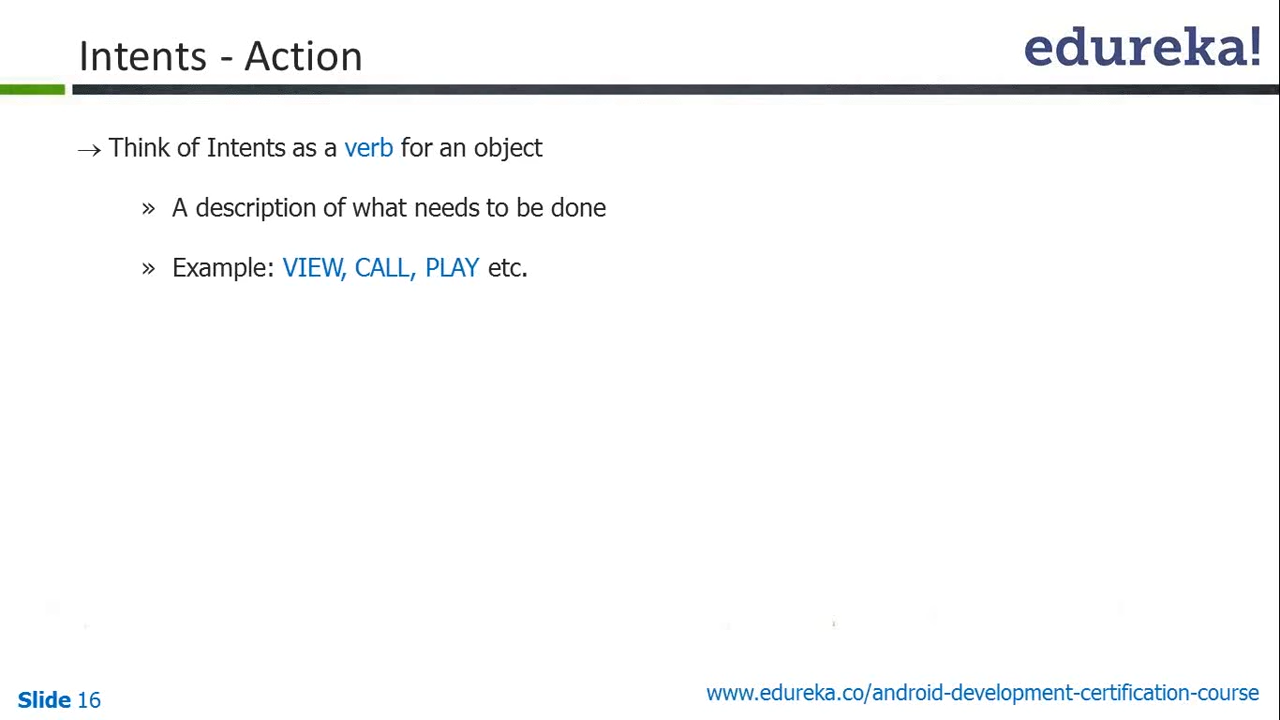 Intents - Action
edureka!
→ Think of Intents as a verb for an object
» A description of what needs to be done
» Example: VIEW, CALL, PLAY etc.
Slide 16
www.edureka.co/android-development-certification-course